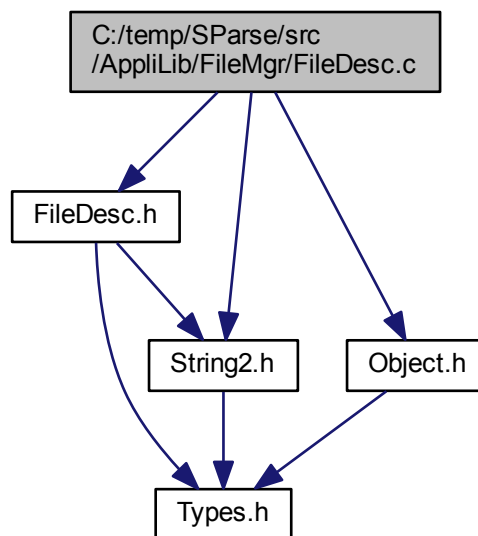 C:/temp/SParse/src
/AppliLib/FileMgr/FileDesc.c
FileDesc.h
String2.h
Object.h
Types.h